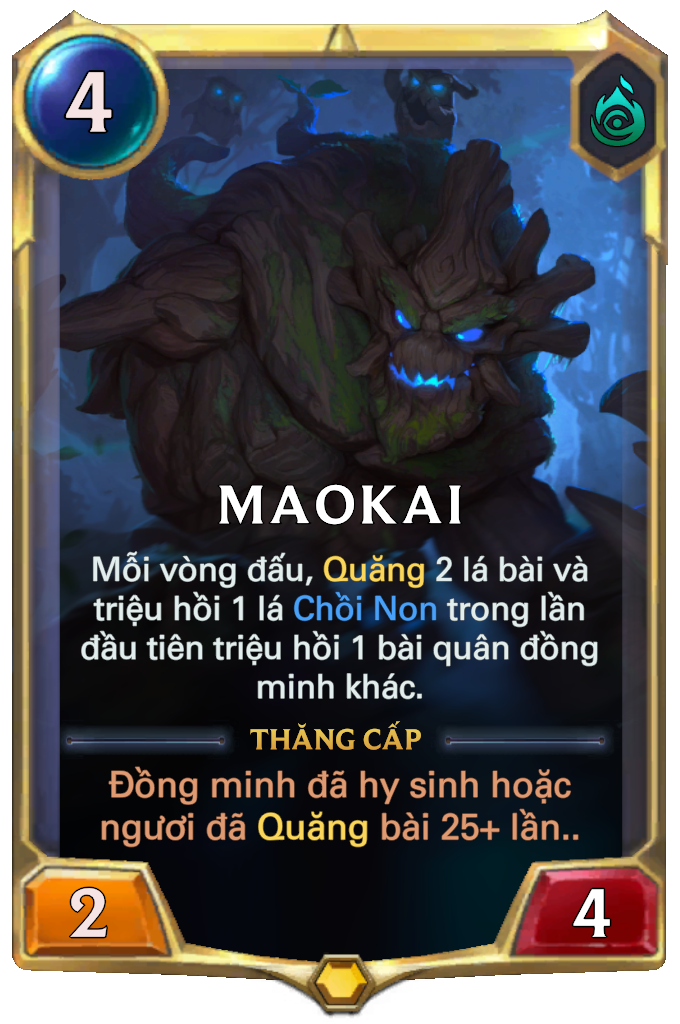 4
MAOKAI
Mỗi vòng đấu, Quăng 2 lá bài và
triệu hồi 1 lá Chồi Non trong lần
đầu tiên triệu hồi 1 bài quân đồng
minh khác.
THĂNG CẤP
Đồng minh đã hy sinh hoặc
ngươi đã Quăng bài 25+ lần..
2
4